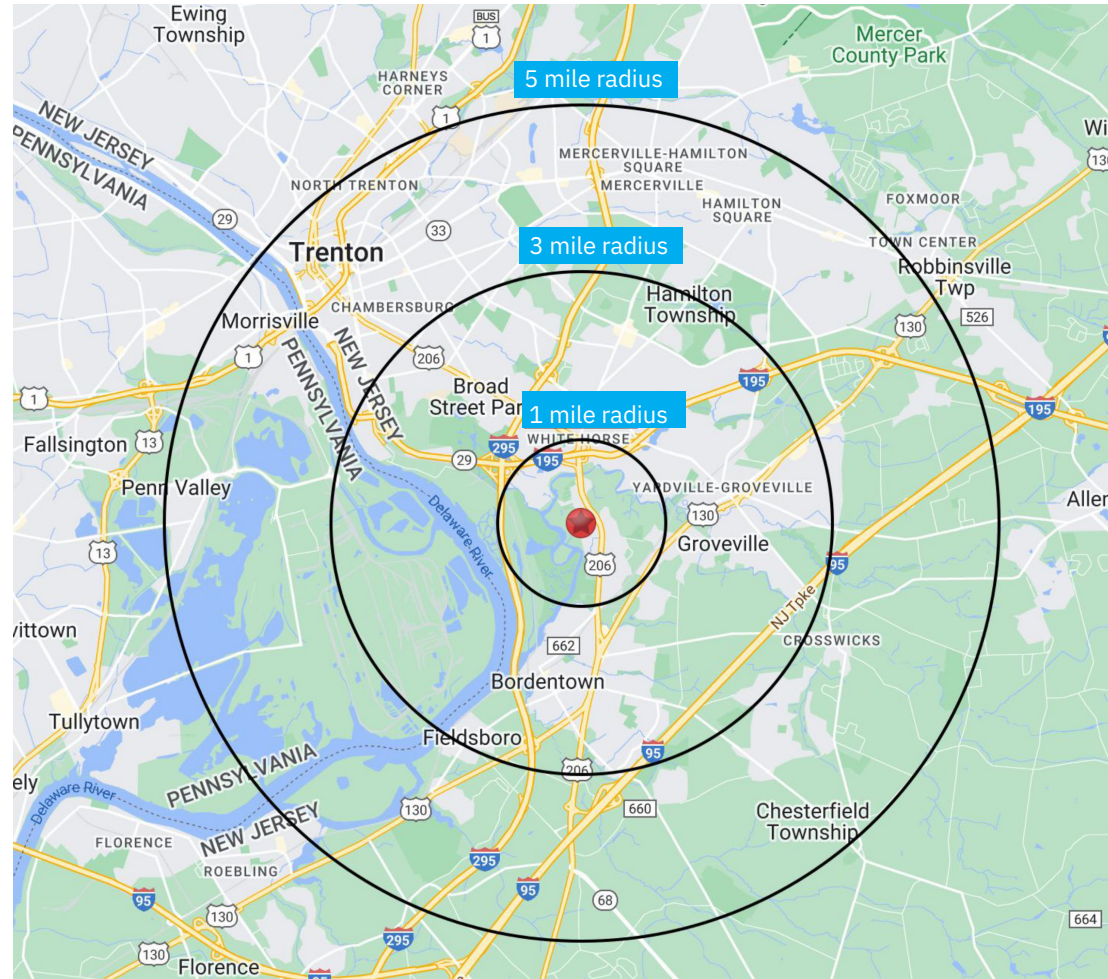 Ewing
Township
BUS
1
Mercer
County Park
HARNEYS
CORNER
5 mile radius
1
NEW JERSEY
PENNSYLVANIA
Wi
130
MERCERVILLE-HAMILTON
SQUARE
MERCERVILLE
NORTH TRENTON
HAMILTON
SQUARE
FOXMOOR
29
33
Trenton
3 mile radius
TOWN CENTER
Robbinsville
Twp
Hamilton
Township
CHAMBERSBURG
Morrisville
526
130
1
206
NEW JERSEY
PENNSYLVANIA
195
1
Broad
Street Par
1 mile radius
195
Fallsington
13
WHITE HORSE
295
29
195
Penn Valley
YARDVILLE-GROVEVILLE
Allen
130
Delaware River
Groveville
13
206
95
NJ Tpke
vittown
CROSSWICKS
662
Bordentown
Tullytown
Fieldsboro
PENNSYLVANIA
95
206
ely
Delaware River
130
660
Chesterfield
Township
NEW JERSEY
FLORENCE
ROEBLING
295
95
95
68
130
664
295
130
Florence
95